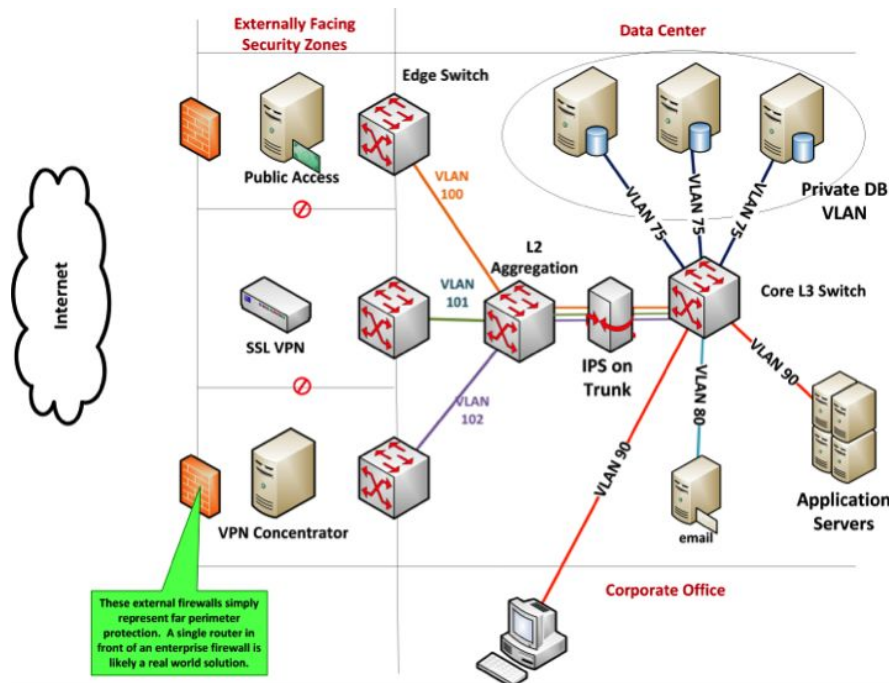 Externally Facing
Security Zones
Data Center
Edge Switch
Public Access
VLAN
100
Private DB
VLAN
VLAN 75
VLAN 75
VLAN 75
Internet
L2
Aggregation
VLAN
101
SSL VPN
Core L3 Switch
IPS on
Trunk
VLAN
102
VLAN 90
VLAN 80
VLAN 90
VPN Concentrator
email
Application
Servers
Corporate Office
These external firewalls simply
represent far perimeter
protection. A single router in
front of an enterprise firewall is
likely a real world solution.